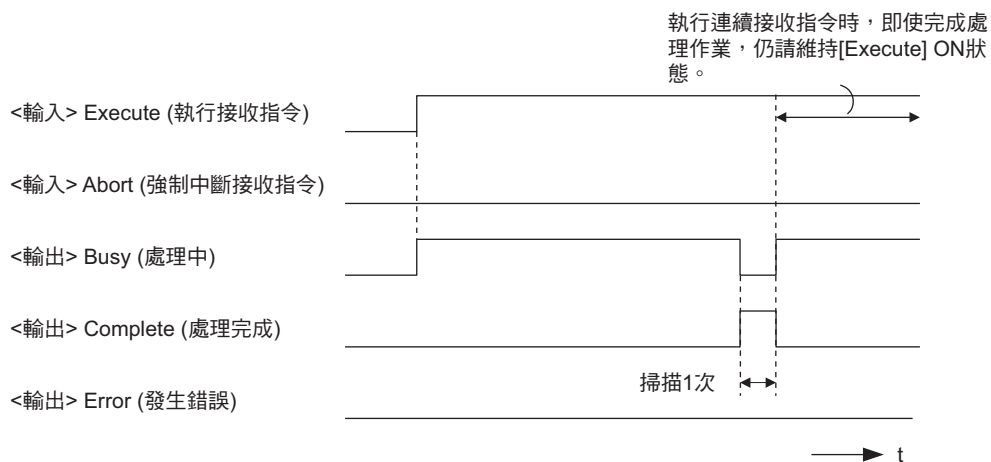 執行連續接收指令時，即使完成處
理作業，仍請維持[Execute] ON狀
態。
<輸入> Execute (執行接收指令)
<輸入> Abort (強制中斷接收指令)
<輸出> Busy (處理中)
<輸出> Complete (處理完成)
掃描1次
<輸出> Error (發生錯誤)
t